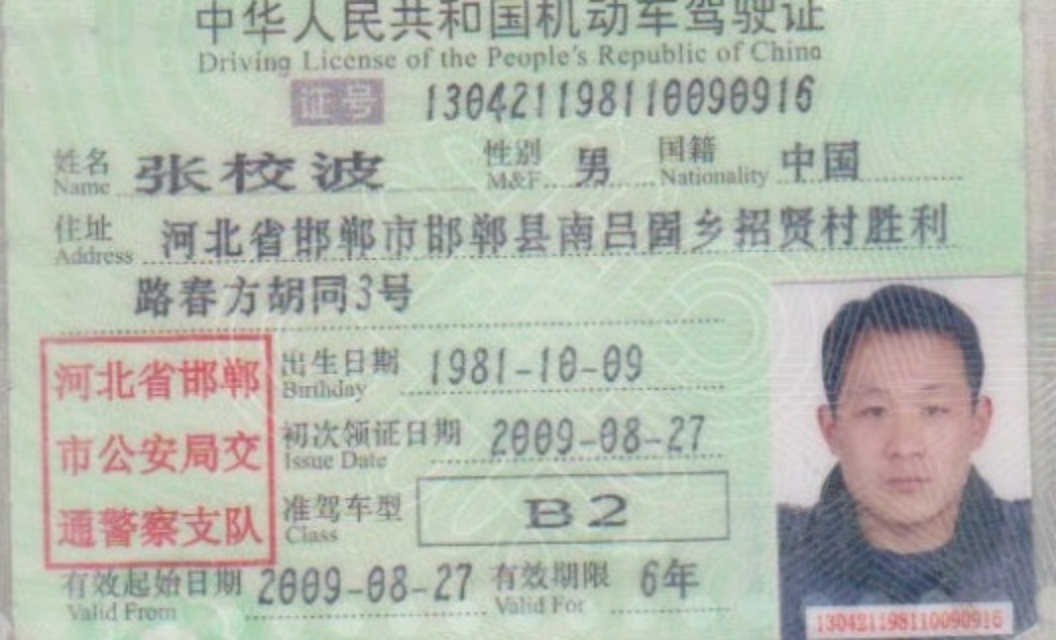 中华人民共和国机动车驾驶证
Driving License of the People's Republic of China
证号 130421198110090916
姓名 张校波 性别 男 国籍 中国
Name M&F Nationality
住址 河北省邯郸市邯郸县南吕固乡招贤村胜利
Address
路春方胡同3号
河北省邯郸
市公安局交
通警察支队
出生日期 1981-10-09
Birthday
初次领证日期 2009-08-27
Issue Date
准驾车型 B2
Class
有效起始日期 2009-08-27 有效期限 6年
Valid From Valid For
130421198110090916